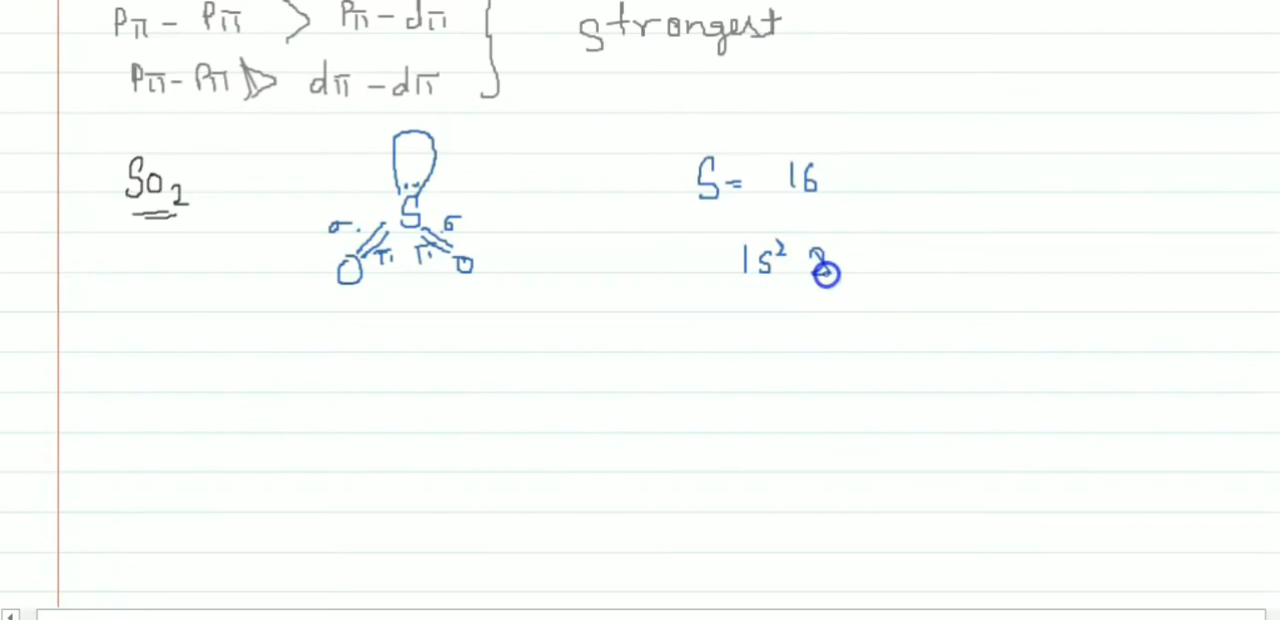 Pπ - Pπ > Pπ - dπ } strongest
Pπ - Pπ > dπ - dπ
SO2
S
σ σ
π π
O O
S = 16
1s² 2